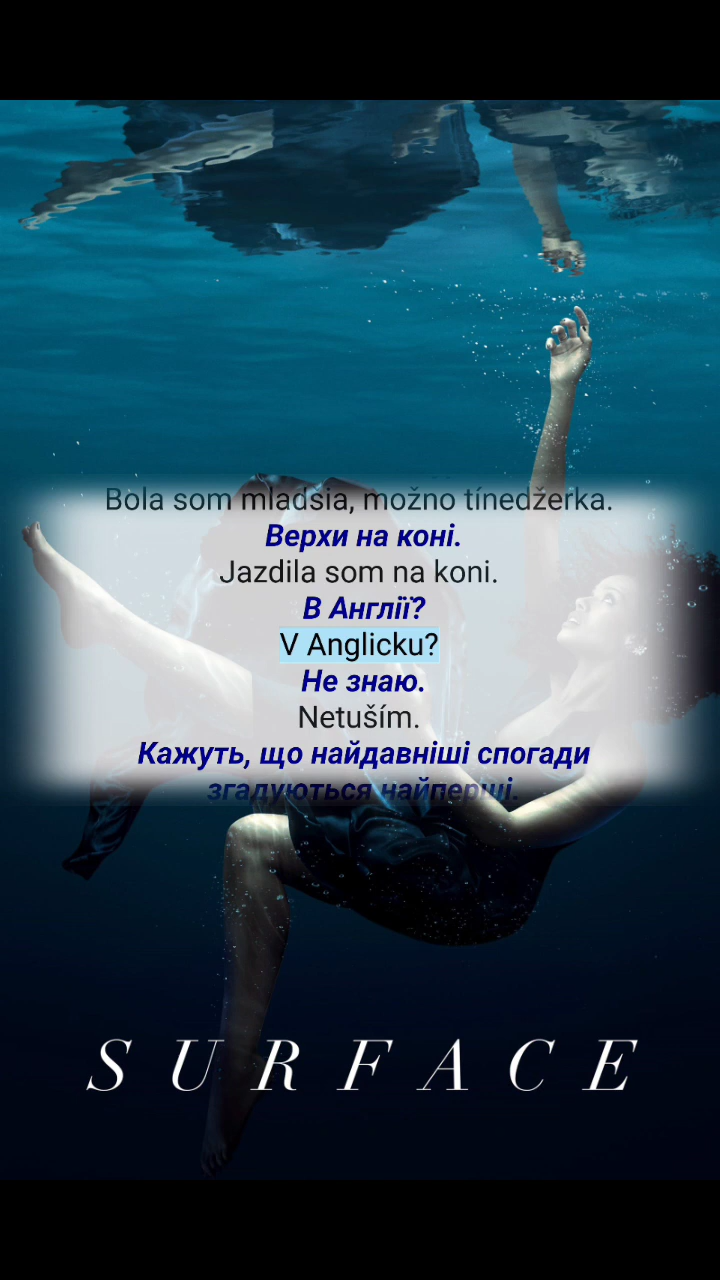 Bola som mladsia, možno tínedžerka.
Верхи на коні.
Jazdila som na koni.
В Англії?
V Anglicku?
Не знаю.
Netuším.
Кажуть, що найдавніші спогади
згадуються найперші.
SURFACE